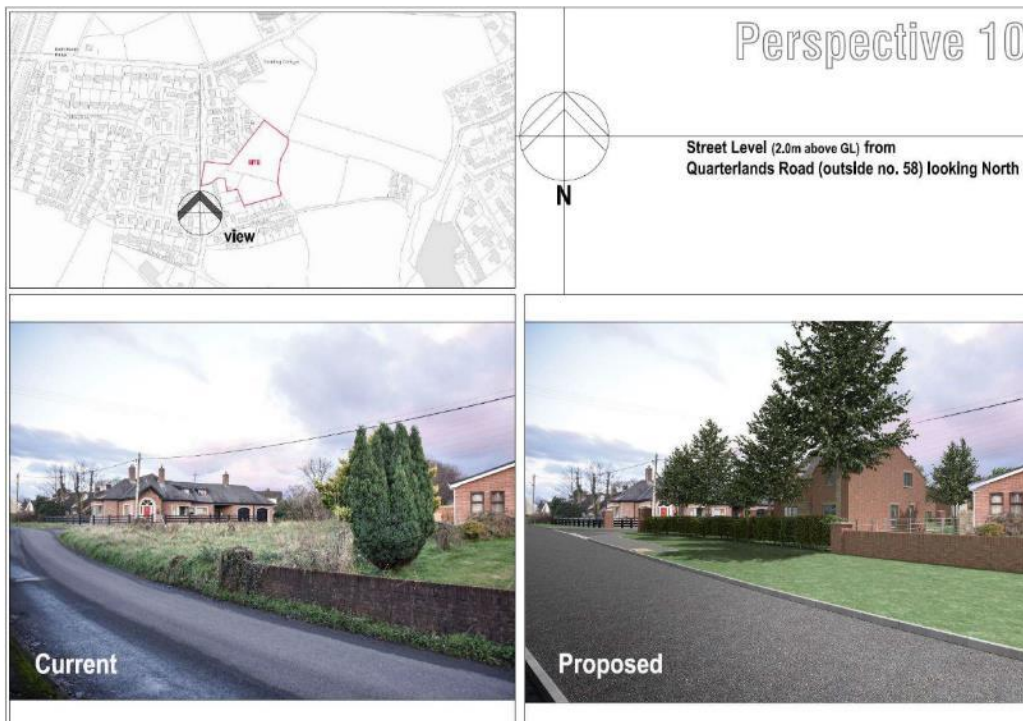 Perspective 10
SITE
view
N
Street Level (2.0m above GL) from
Quarterlands Road (outside no. 58) looking North
Current
Proposed